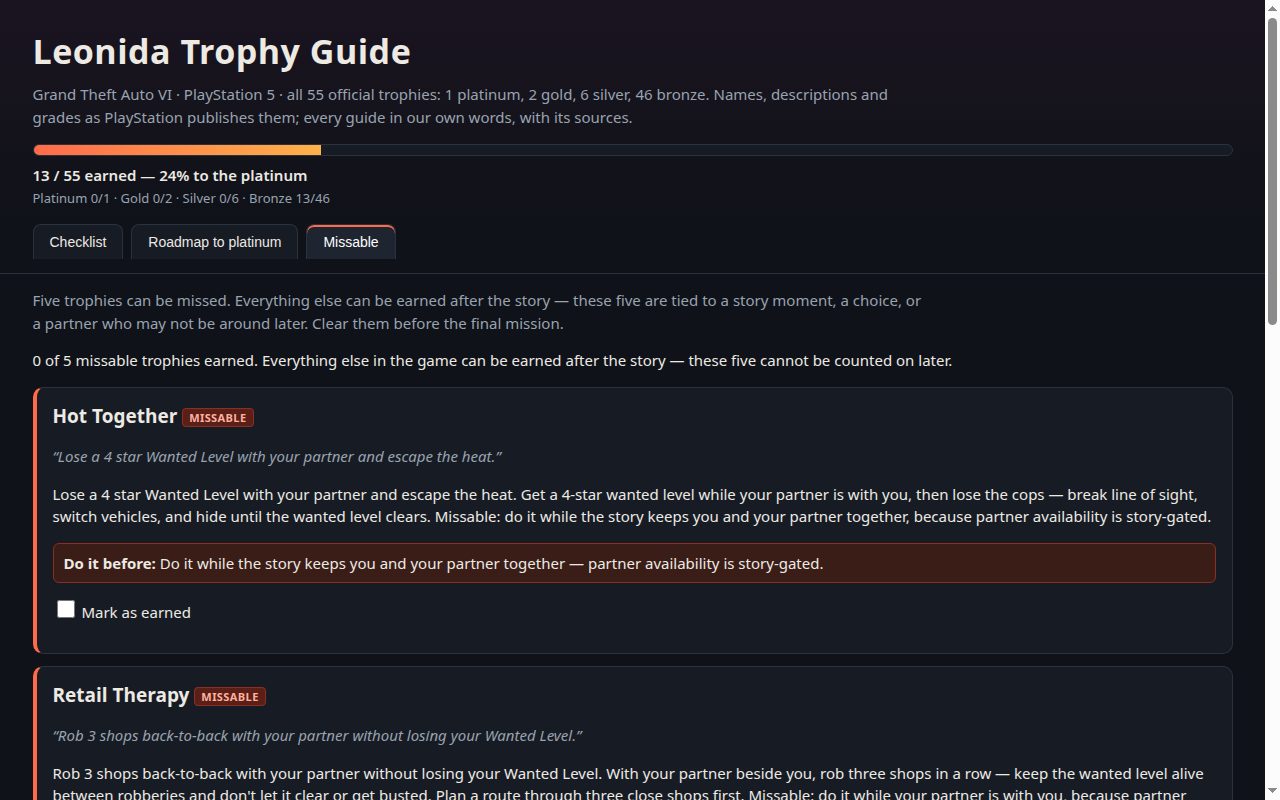 Leonida Trophy Guide
Grand Theft Auto VI · PlayStation 5 · all 55 official trophies: 1 platinum, 2 gold, 6 silver, 46 bronze. Names, descriptions and
grades as PlayStation publishes them; every guide in our own words, with its sources.
13 / 55 earned — 24% to the platinum
Platinum 0/1 · Gold 0/2 · Silver 0/6 · Bronze 13/46
Checklist Roadmap to platinum Missable
Five trophies can be missed. Everything else can be earned after the story — these five are tied to a story moment, a choice, or
a partner who may not be around later. Clear them before the final mission.
0 of 5 missable trophies earned. Everything else in the game can be earned after the story — these five cannot be counted on later.
Hot Together MISSABLE
“Lose a 4 star Wanted Level with your partner and escape the heat.”
Lose a 4 star Wanted Level with your partner and escape the heat. Get a 4-star wanted level while your partner is with you, then lose the cops — break line of sight,
switch vehicles, and hide until the wanted level clears. Missable: do it while the story keeps you and your partner together, because partner availability is story-gated.
Do it before: Do it while the story keeps you and your partner together — partner availability is story-gated.
Mark as earned
Retail Therapy MISSABLE
“Rob 3 shops back-to-back with your partner without losing your Wanted Level.”
Rob 3 shops back-to-back with your partner without losing your Wanted Level. With your partner beside you, rob three shops in a row — keep the wanted level alive
between robberies and don't let it clear or get busted. Plan a route through three close shops first. Missable: do it while your partner is with you, because partner